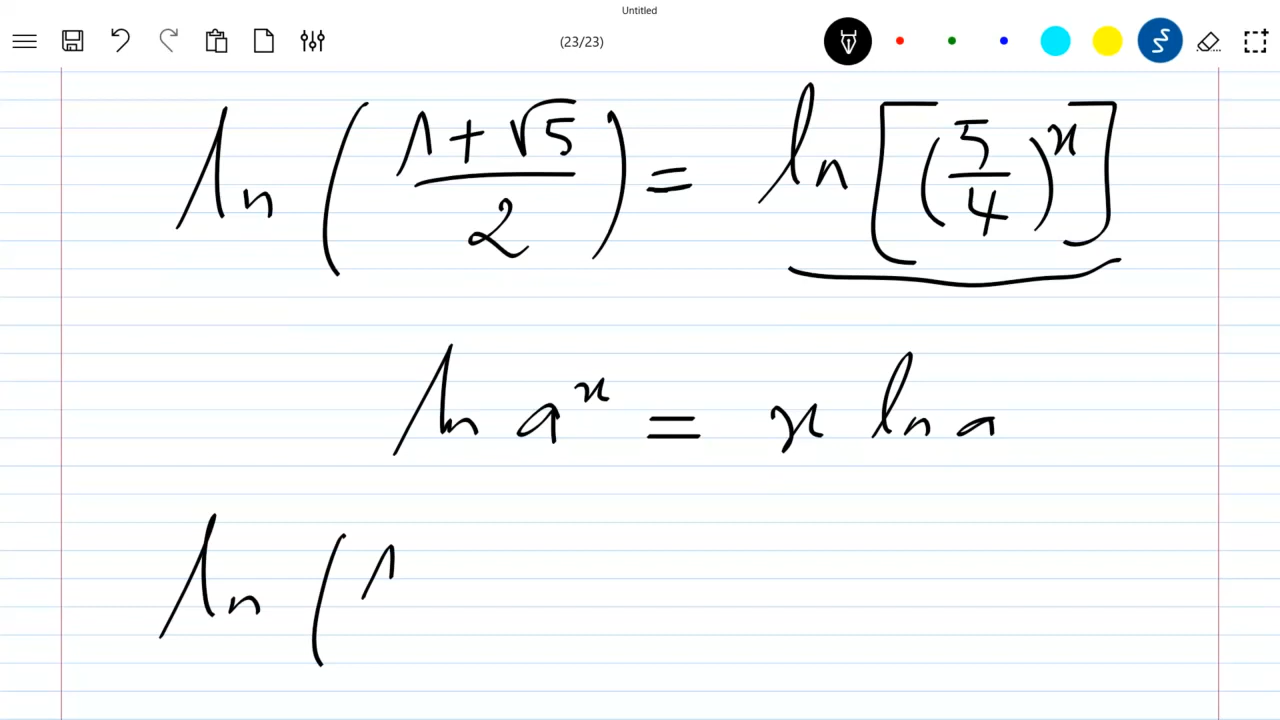 Untitled
(23/23)
ln ( (1+√5)/2 ) = ln [ (5/4)^x ]
ln a^x = x ln a
ln ( 1